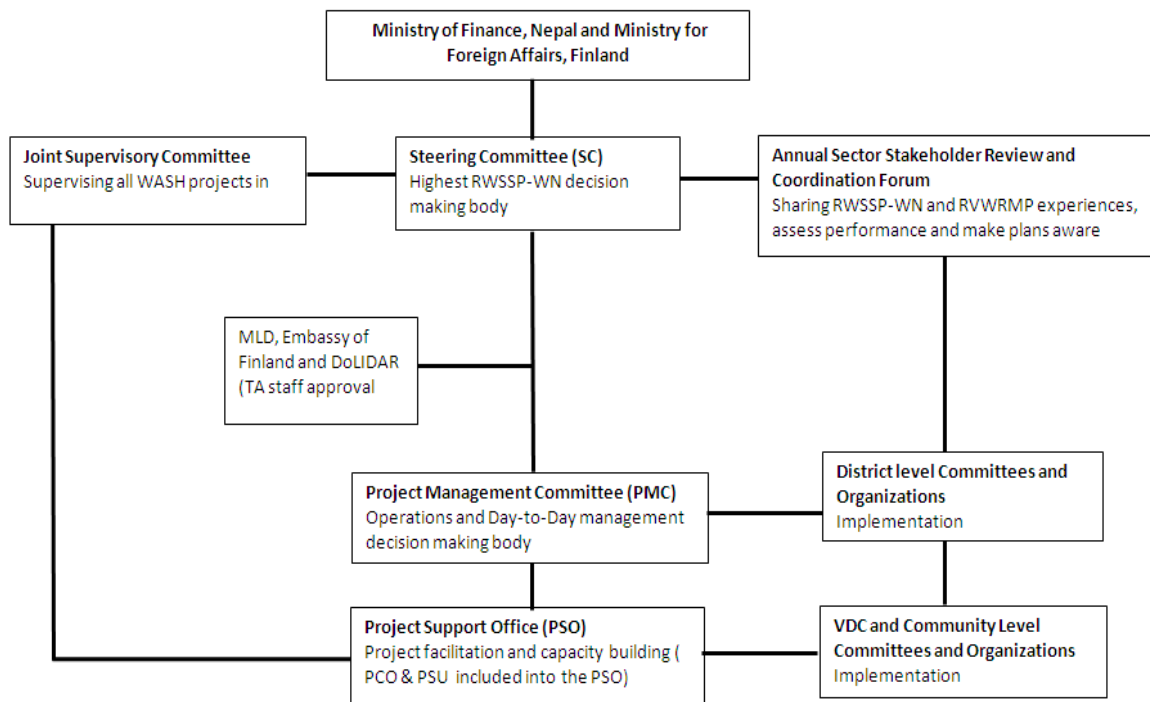 Ministry of Finance, Nepal and Ministry for
Foreign Affairs, Finland
Joint Supervisory Committee
Supervising all WASH projects in
Steering Committee (SC)
Highest RWSSP-WN decision
making body
Annual Sector Stakeholder Review and
Coordination Forum
Sharing RWSSP-WN and RVWRMP experiences,
assess performance and make plans aware
MLD, Embassy of
Finland and DoLIDAR
(TA staff approval
Project Management Committee (PMC)
Operations and Day-to-Day management
decision making body
District level Committees and
Organizations
Implementation
Project Support Office (PSO)
Project facilitation and capacity building (
PCO & PSU included into the PSO)
VDC and Community Level
Committees and Organizations
Implementation